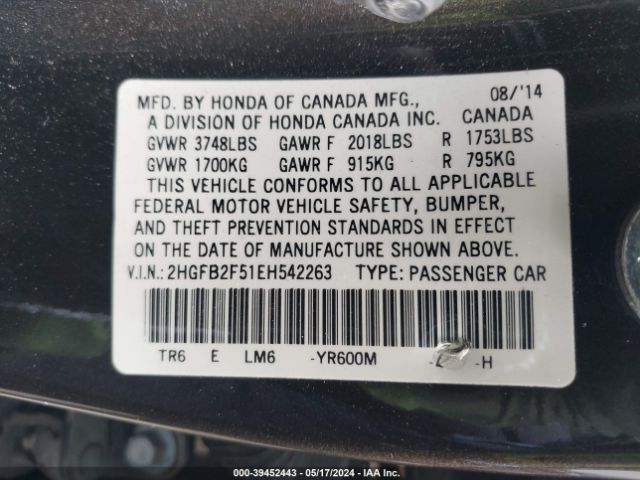 08/'14
MFD. BY HONDA OF CANADA MFG.,
A DIVISION OF HONDA CANADA INC. CANADA
GVWR 3748LBS GAWR F 2018LBS R 1753LBS
GVWR 1700KG GAWR F 915KG R 795KG
THIS VEHICLE CONFORMS TO ALL APPLICABLE
FEDERAL MOTOR VEHICLE SAFETY, BUMPER,
AND THEFT PREVENTION STANDARDS IN EFFECT
ON THE DATE OF MANUFACTURE SHOWN ABOVE.
V.I.N.: 2HGFB2F51EH542263 TYPE: PASSENGER CAR
TR6 E LM6 -YR600M -H
000-39452443 - 05/17/2024 - IAA Inc.